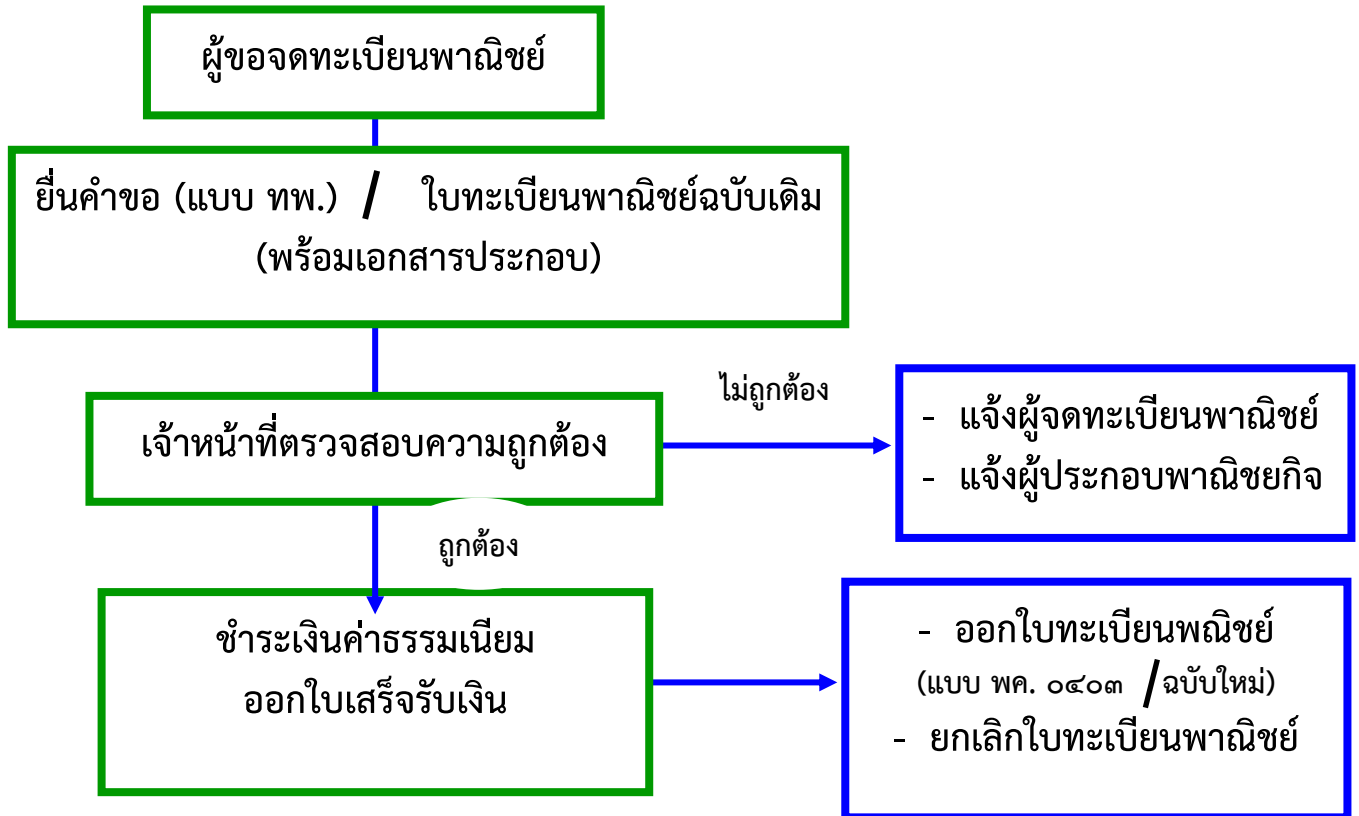 ผู้ขอจดทะเบียนพาณิชย์
ยื่นคำขอ (แบบ ทพ.) / ใบทะเบียนพาณิชย์ฉบับเดิม
(พร้อมเอกสารประกอบ)
เจ้าหน้าที่ตรวจสอบความถูกต้อง
ไม่ถูกต้อง
- แจ้งผู้จดทะเบียนพาณิชย์
- แจ้งผู้ประกอบพาณิชยกิจ
ถูกต้อง
ชำระเงินค่าธรรมเนียม
ออกใบเสร็จรับเงิน
- ออกใบทะเบียนพณิชย์
(แบบ พค. ๐๔๐๓ /ฉบับใหม่)
- ยกเลิกใบทะเบียนพาณิชย์